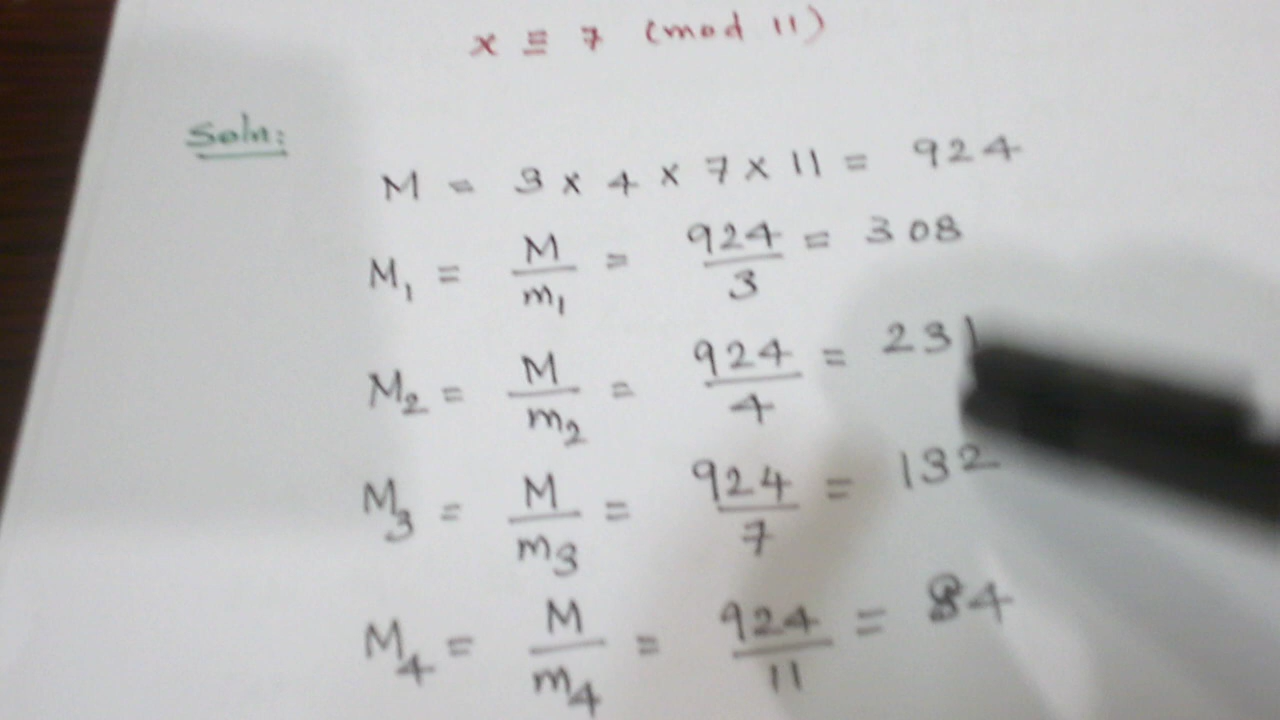 x ≡ 7 (mod 11)
Soln:
M = 3 x 4 x 7 x 11 = 924
M₁ = M/m₁ = 924/3 = 308
M₂ = M/m₂ = 924/4 = 231
M₃ = M/m₃ = 924/7 = 132
M₄ = M/m₄ = 924/11 = 84